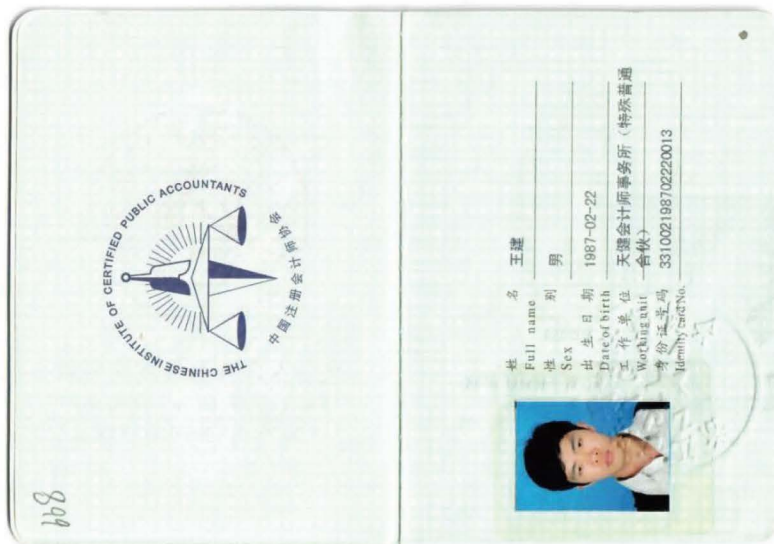 THE CHINESE INSTITUTE OF CERTIFIED PUBLIC ACCOUNTANTS
中国注册会计师协会
姓 名 王建
Full name
性 别 男
Sex
出 生 日 期 1987-02-22
Date of birth
工 作 单 位 天健会计师事务所（特殊普通
Working unit 合伙）
身份证号码 331002198702220013
Identity card No.